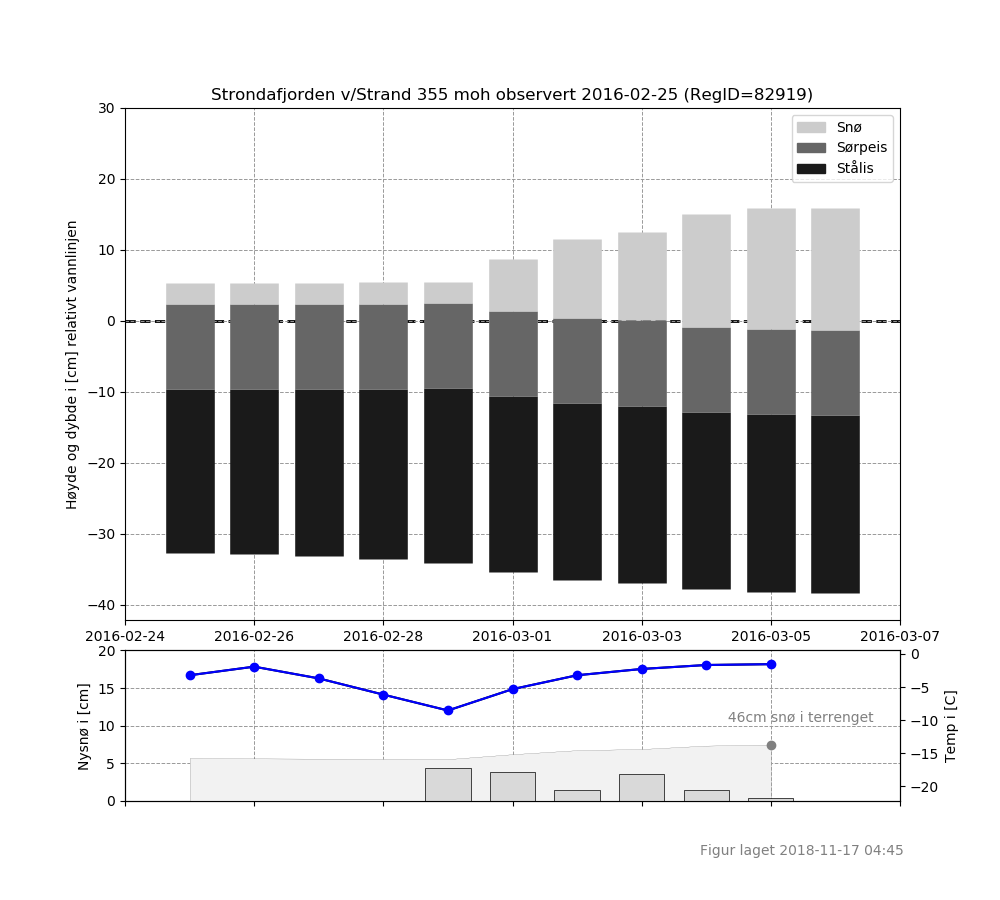 Strondafjorden v/Strand 355 moh observert 2016-02-25 (RegID=82919)
Snø
Sørpeis
Stålis
Høyde og dybde i [cm] relativt vannlinjen
30
20
10
0
−10
−20
−30
−40
2016-02-24 2016-02-26 2016-02-28 2016-03-01 2016-03-03 2016-03-05 2016-03-07
Nysnø i [cm]
20
15
10
5
0
46cm snø i terrenget
0
−5
−10
−15
−20
Temp i [C]
Figur laget 2018-11-17 04:45